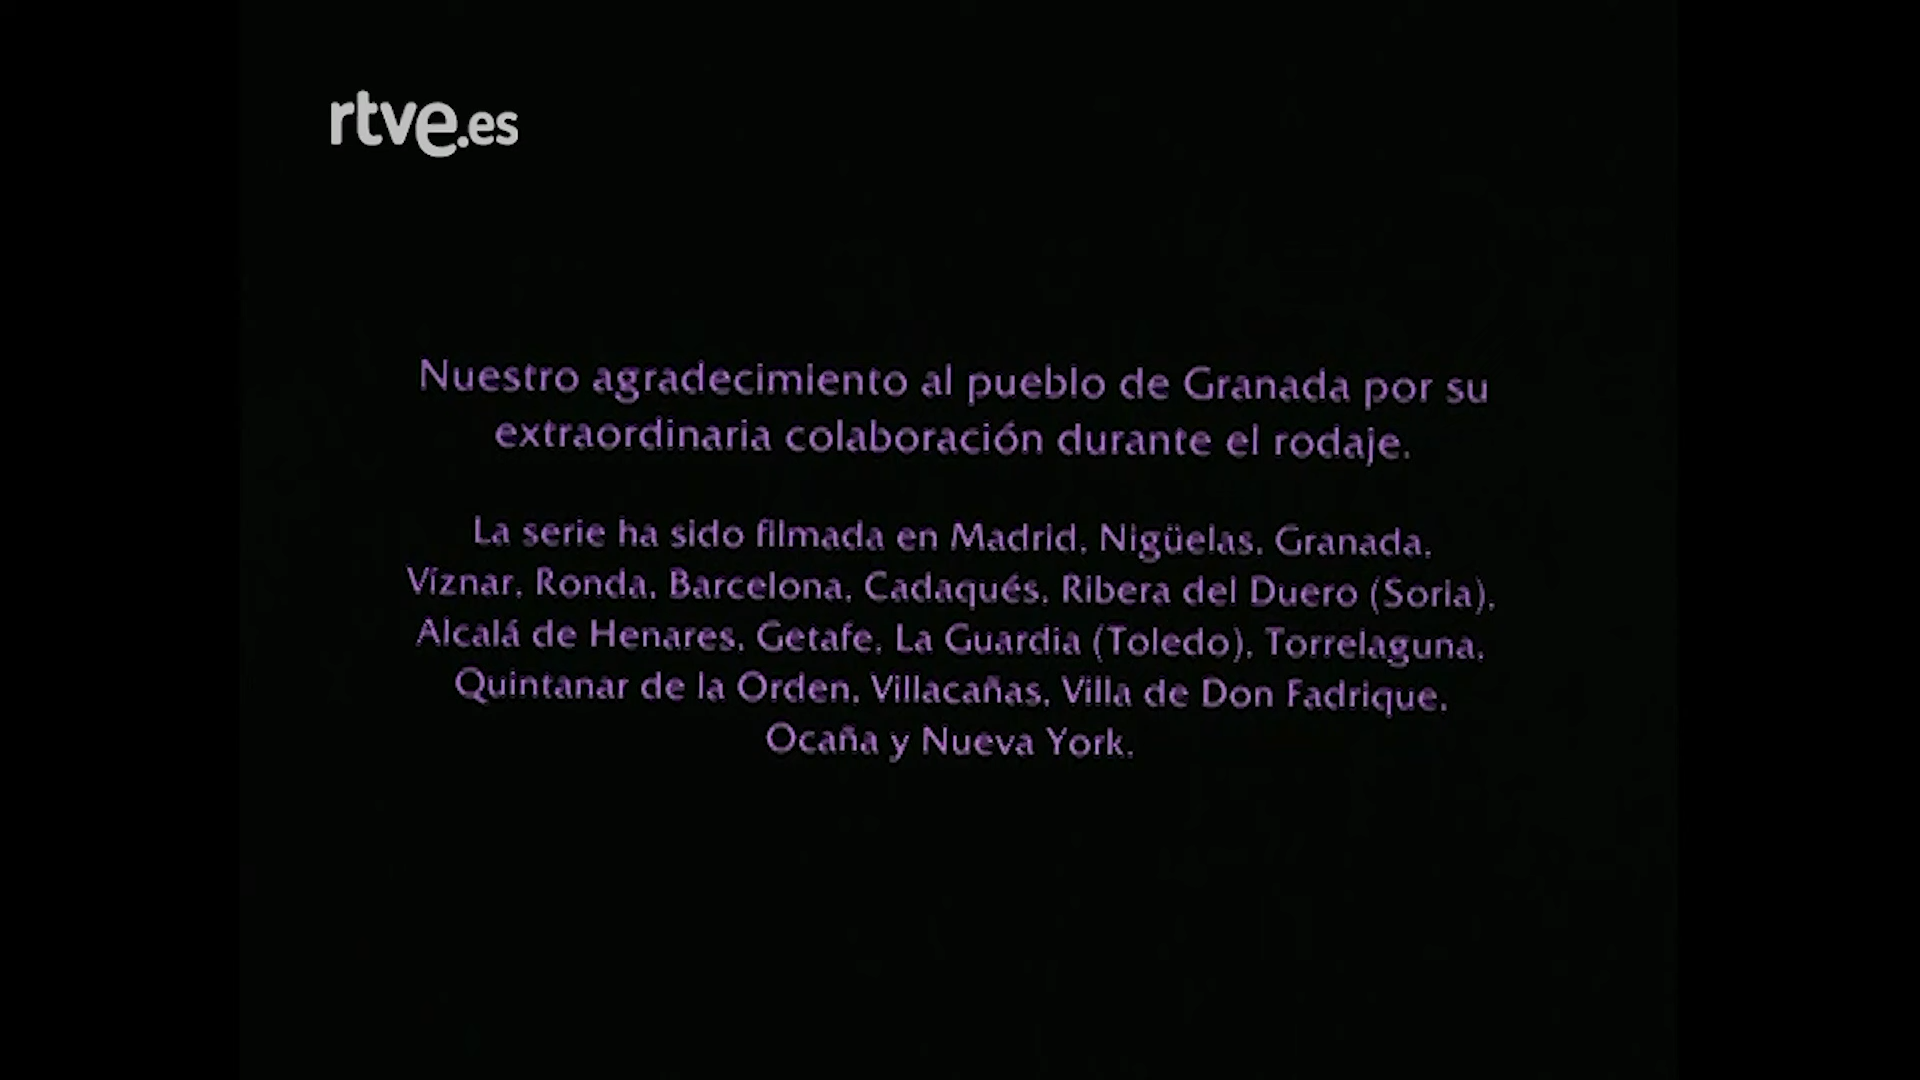 rtve.es
Nuestro agradecimiento al pueblo de Granada por su
extraordinaria colaboración durante el rodaje.
La serie ha sido filmada en Madrid, Nigüelas, Granada,
Víznar, Ronda, Barcelona, Cadaqués, Ribera del Duero (Soria),
Alcalá de Henares, Getafe, La Guardia (Toledo), Torrelaguna,
Quintanar de la Orden, Villacañas, Villa de Don Fadrique,
Ocaña y Nueva York.